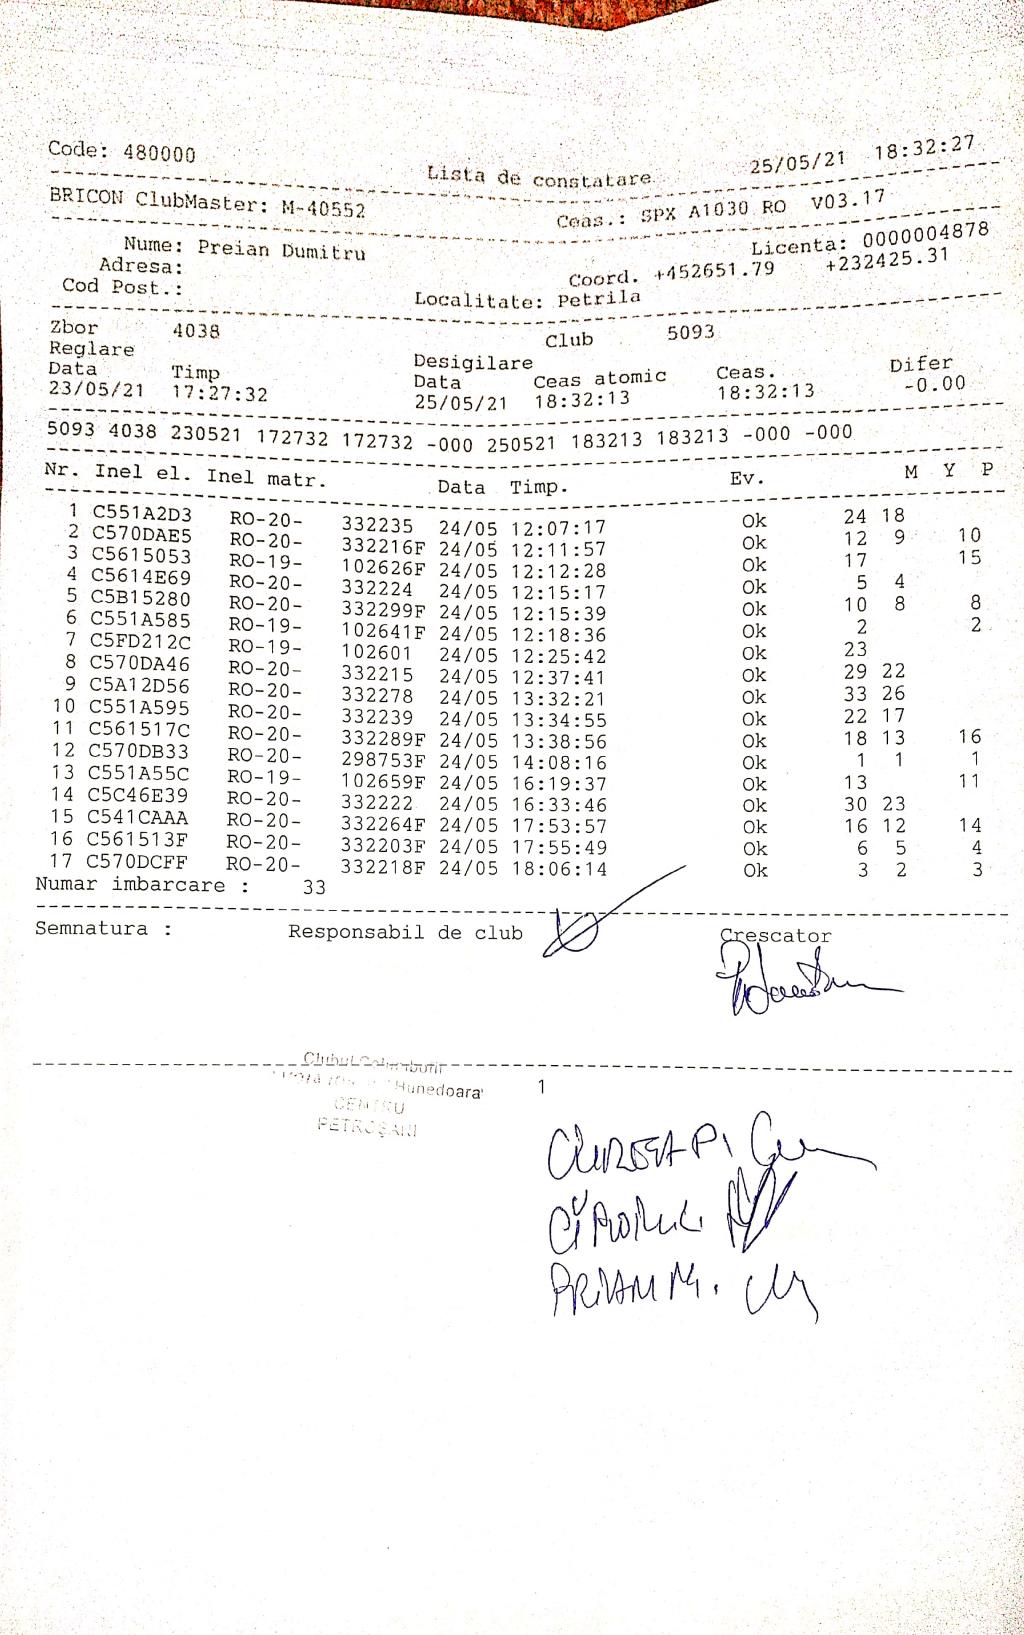 Code: 480000 Lista de constatare 25/05/21 18:32:27
BRICON ClubMaster: M-40552 Ceas.: SPX A1030 RO V03.17
Nume: Preian Dumitru Licenta: 0000004878
Adresa: Coord. +452651.79 +232425.31
Cod Post.: Localitate: Petrila
Zbor 4038 Club 5093
Reglare Desigilare
Data Timp Data Ceas atomic Ceas. Difer
23/05/21 17:27:32 25/05/21 18:32:13 18:32:13 -0.00
5093 4038 230521 172732 172732 -000 250521 183213 183213 -000 -000
Nr. Inel el. Inel matr. Data Timp. Ev. M Y P
1 C551A2D3 RO-20- 332235 24/05 12:07:17 Ok 24 18
2 C570DAE5 RO-20- 332216F 24/05 12:11:57 Ok 12 9 10
3 C5615053 RO-19- 102626F 24/05 12:12:28 Ok 17 15
4 C5614E69 RO-20- 332224 24/05 12:15:17 Ok 5 4
5 C5B15280 RO-20- 332299F 24/05 12:15:39 Ok 10 8 8
6 C551A585 RO-19- 102641F 24/05 12:18:36 Ok 2 2
7 C5FD212C RO-19- 102601 24/05 12:25:42 Ok 23
8 C570DA46 RO-20- 332215 24/05 12:37:41 Ok 29 22
9 C5A12D56 RO-20- 332278 24/05 13:32:21 Ok 33 26
10 C551A595 RO-20- 332239 24/05 13:34:55 Ok 22 17
11 C561517C RO-20- 332289F 24/05 13:38:56 Ok 18 13 16
12 C570DB33 RO-20- 298753F 24/05 14:08:16 Ok 1 1 1
13 C551A55C RO-19- 102659F 24/05 16:19:37 Ok 13 11
14 C5C46E39 RO-20- 332222 24/05 16:33:46 Ok 30 23
15 C541CAAA RO-20- 332264F 24/05 17:53:57 Ok 16 12 14
16 C561513F RO-20- 332203F 24/05 17:55:49 Ok 6 5 4
17 C570DCFF RO-20- 332218F 24/05 18:06:14 Ok 3 2 3
Numar imbarcare : 33
Semnatura : Responsabil de club Crescator
Clubul Columbofil
Hunedoara"
CENTRU
PETROŞANI
1
PRIAN M.